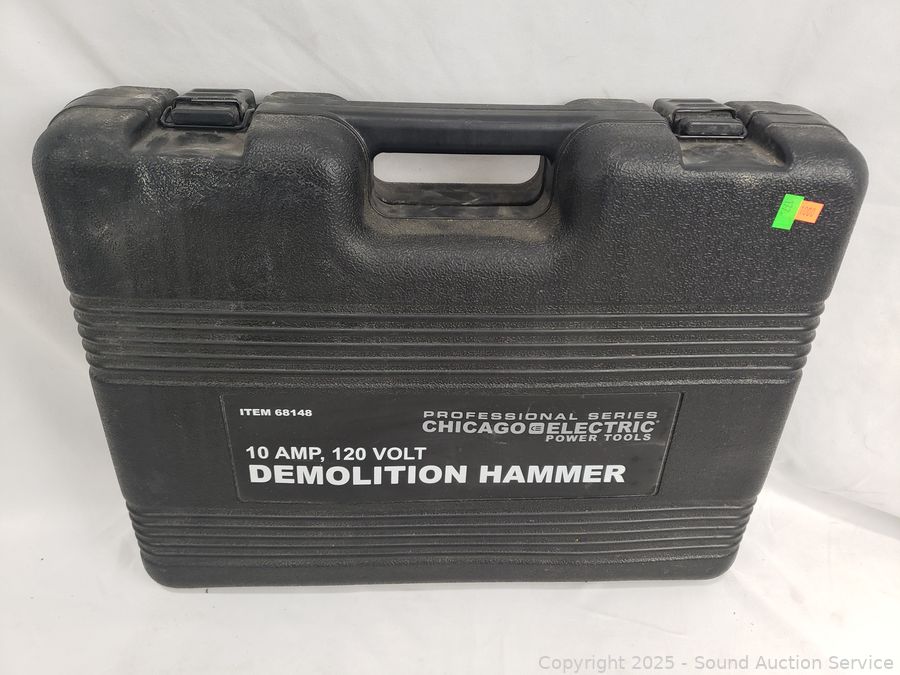 ITEM 68148
PROFESSIONAL SERIES
CHICAGO ELECTRIC
POWER TOOLS
10 AMP, 120 VOLT
DEMOLITION HAMMER
Copyright © 2025 - Sound Auction Service